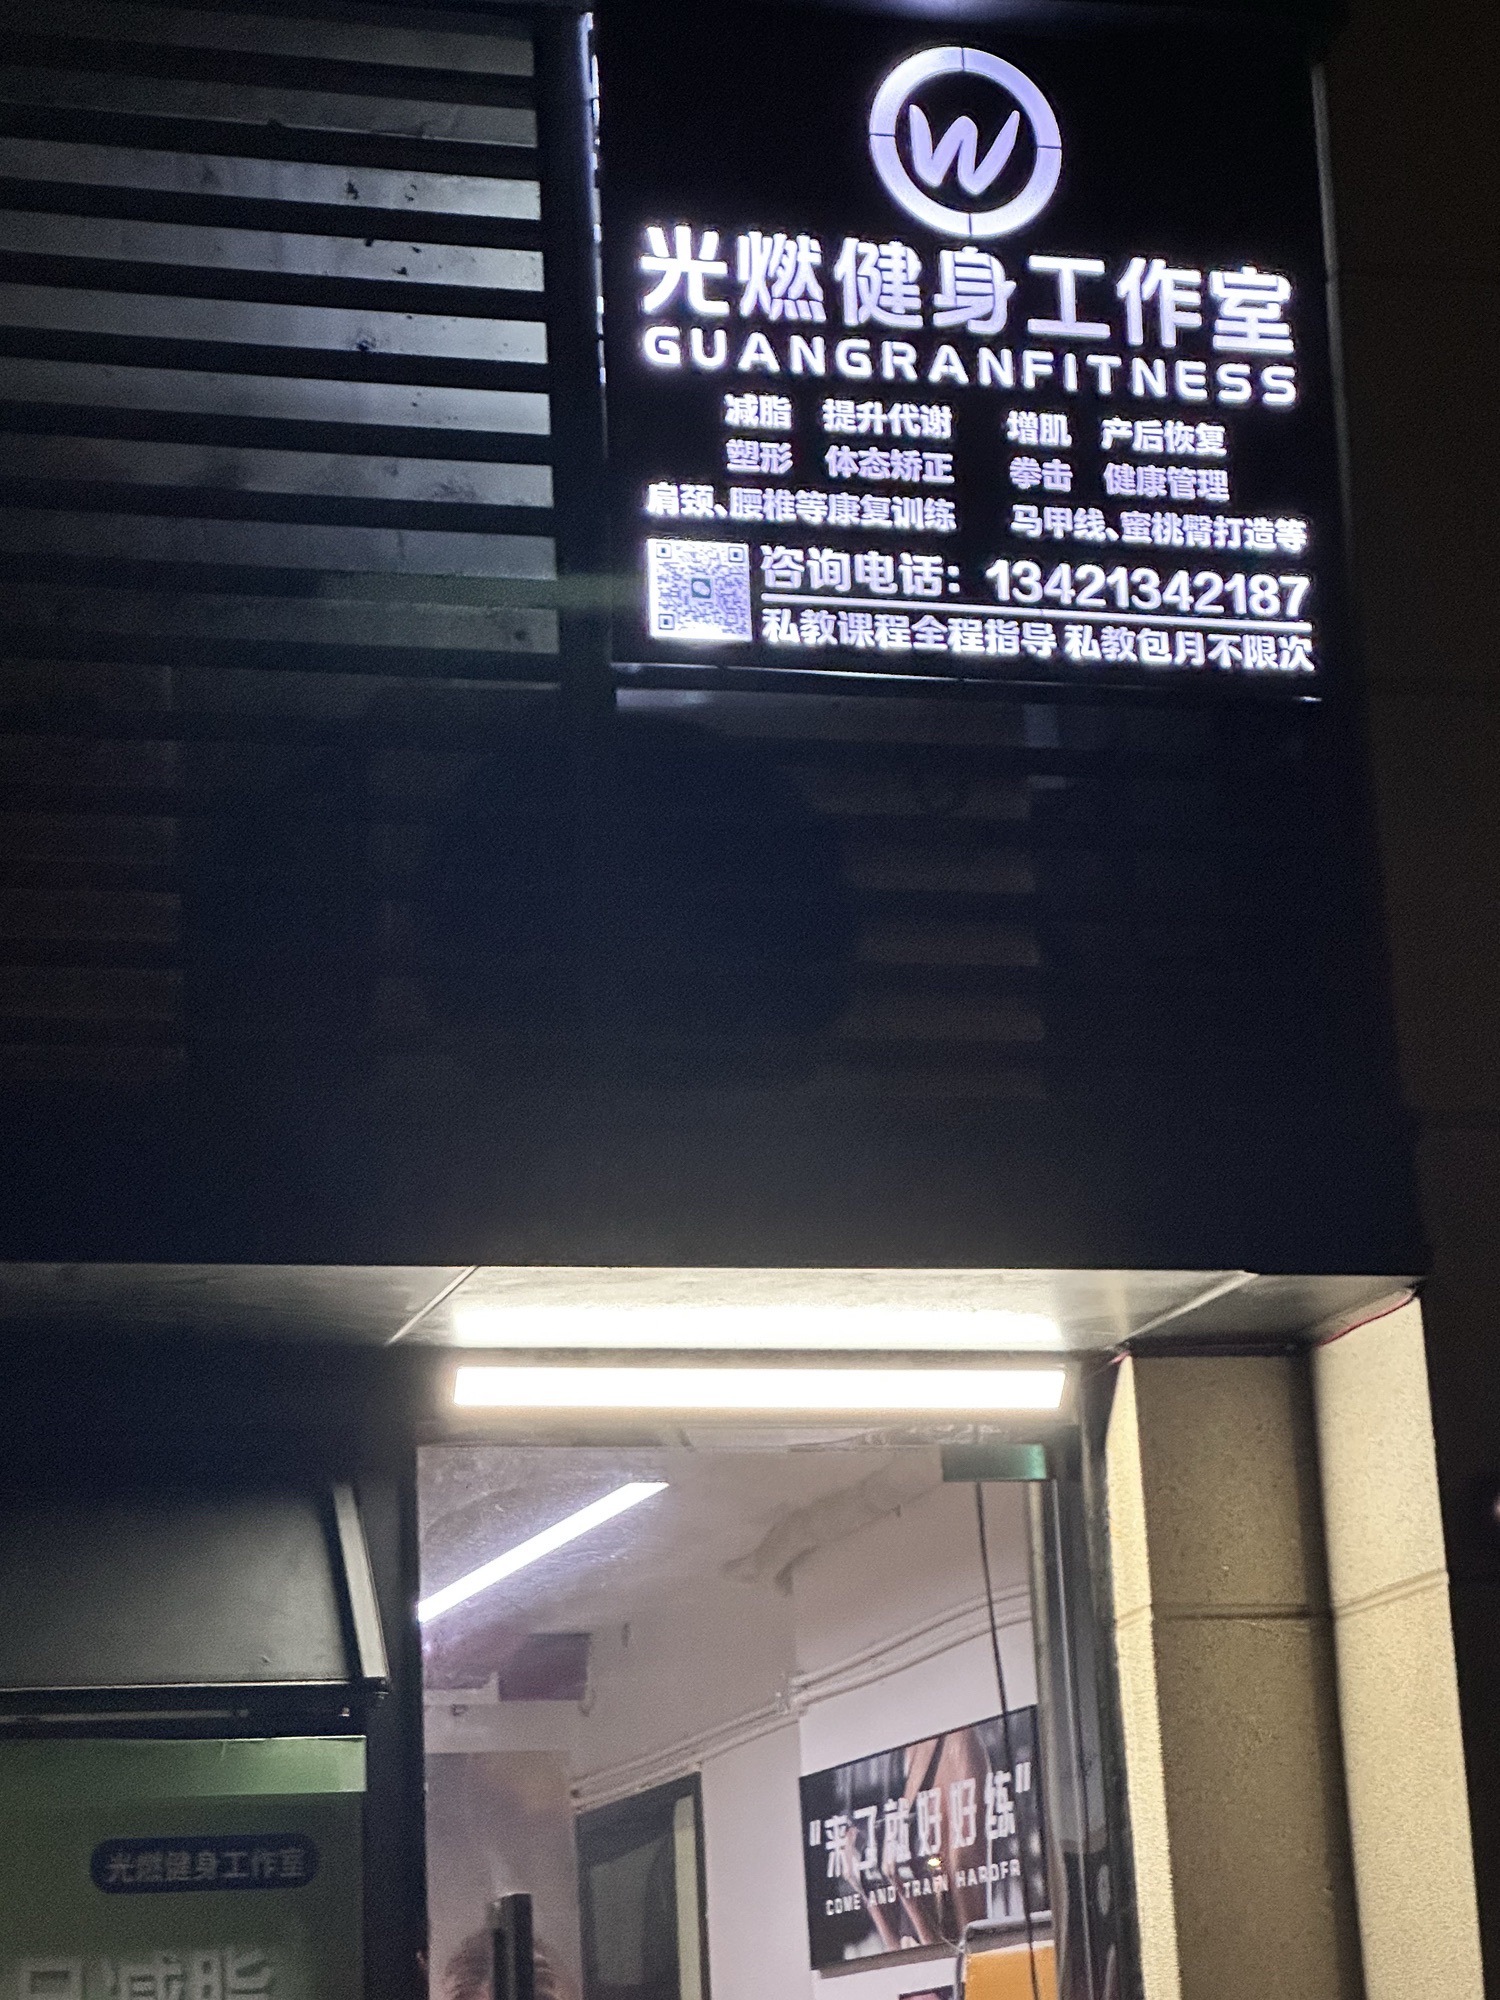 W
光燃健身工作室
GUANGRANFITNESS
减脂 提升代谢 增肌 产后恢复
塑形 体态矫正 拳击 健康管理
肩颈、腰椎等康复训练 马甲线、蜜桃臀打造等
咨询电话：13421342187
私教课程全程指导 私教包月不限次
"来了就好好练"
COME AND TRAIN HARDER
光燃健身工作室
减脂